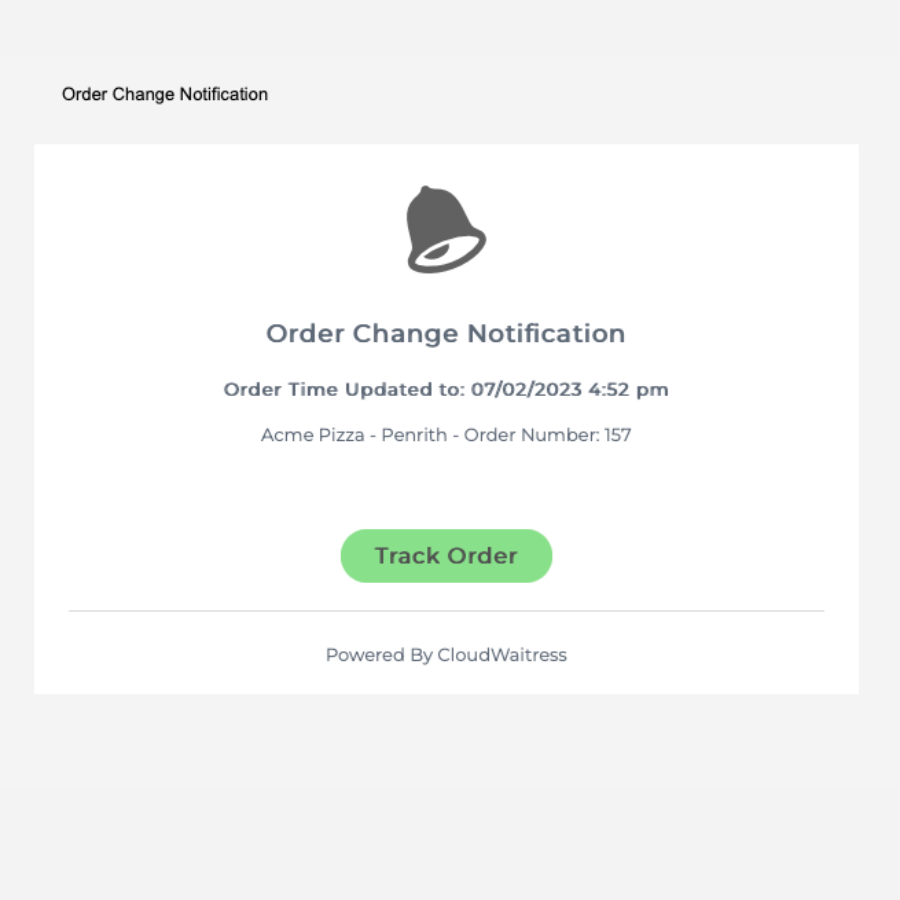 Order Change Notification
Order Change Notification
Order Time Updated to: 07/02/2023 4:52 pm
Acme Pizza - Penrith - Order Number: 157
Track Order
Powered By CloudWaitress